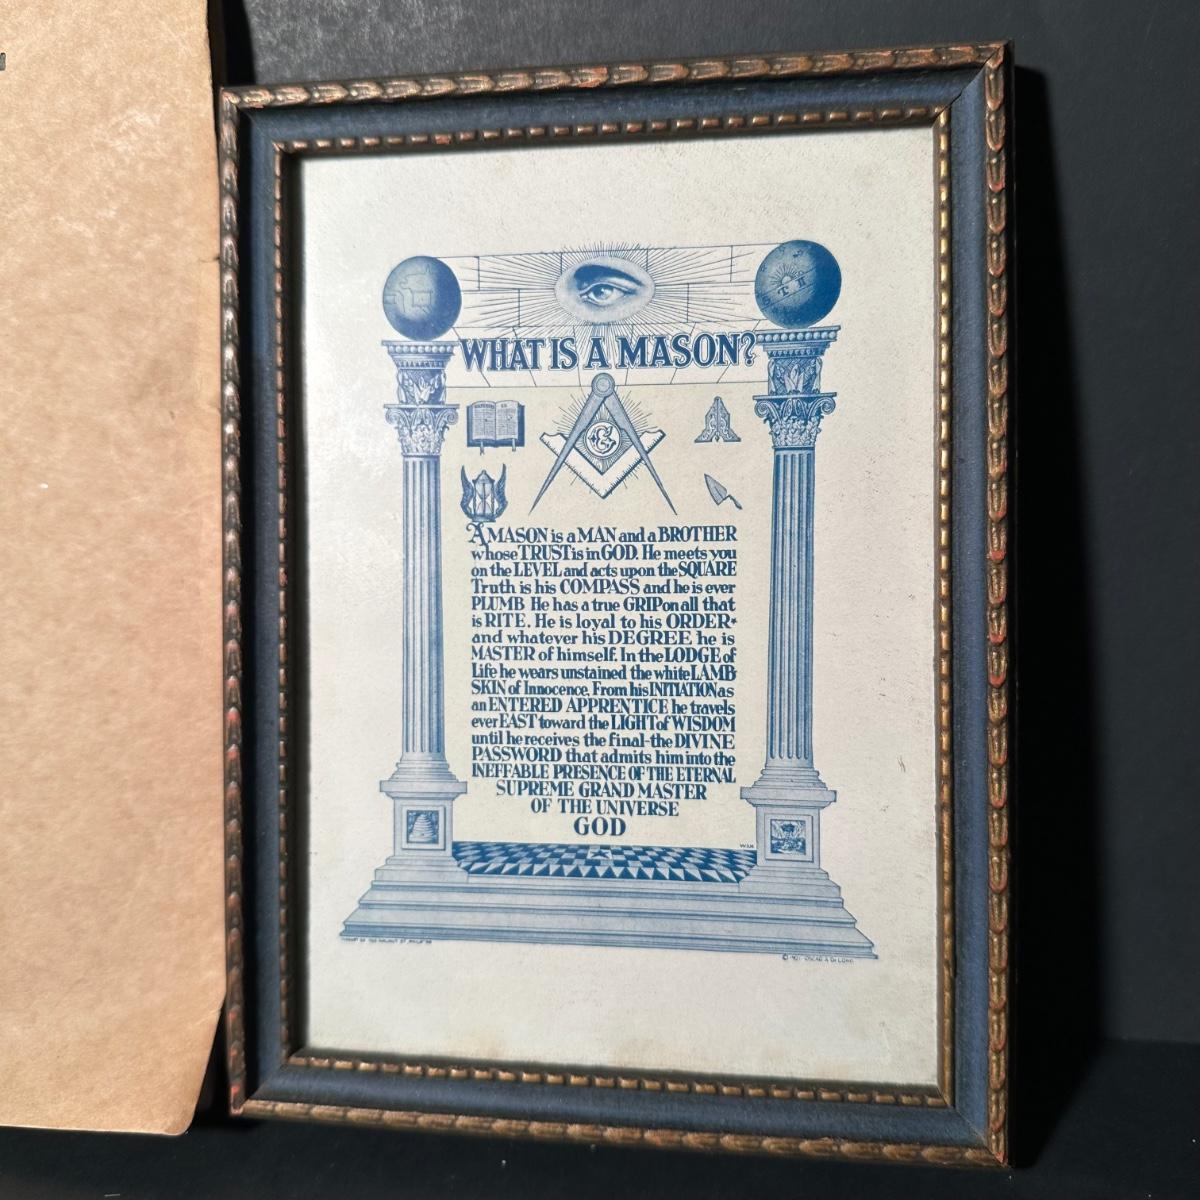 WHAT IS A MASON?
G
A MASON is a MAN and a BROTHER
whose TRUST is in GOD. He meets you
on the LEVEL and acts upon the SQUARE
Truth is his COMPASS and he is ever
PLUMB He has a true GRIP on all that
is RITE. He is loyal to his ORDER-
and whatever his DEGREE he is
MASTER of himself. In the LODGE of
Life he wears unstained the white LAMB
SKIN of Innocence. From his INITIATION as
an ENTERED APPRENTICE he travels
ever EAST toward the LIGHT of WISDOM
until he receives the final-the DIVINE
PASSWORD that admits him into the
INEFFABLE PRESENCE OF THE ETERNAL
SUPREME GRAND MASTER
OF THE UNIVERSE
GOD
OSCAR A DE LONG